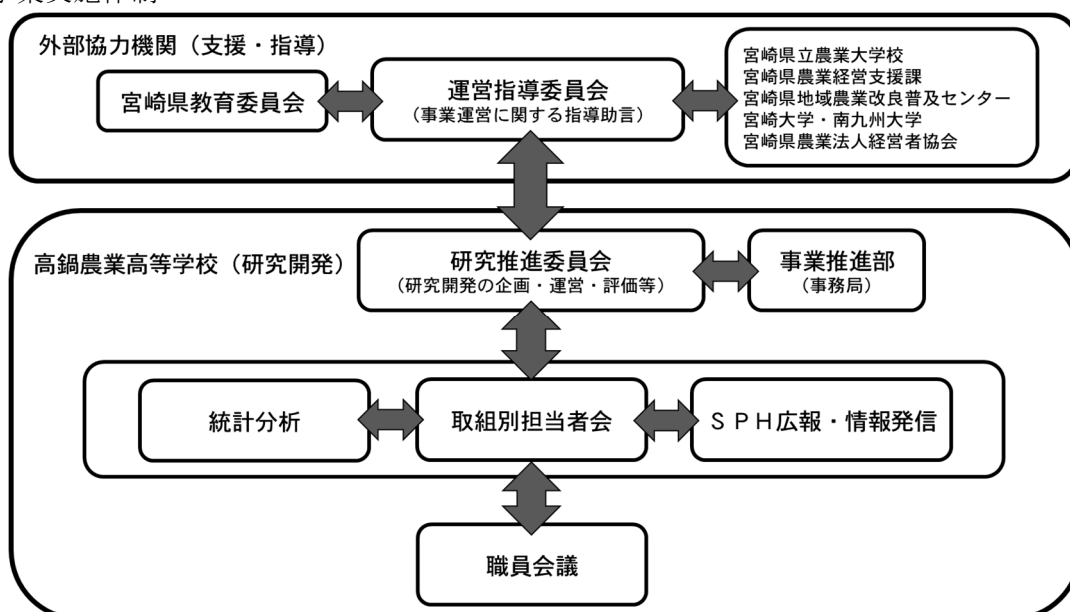 事業実施体制
外部協力機関（支援・指導）
宮崎県教育委員会
運営指導委員会
（事業運営に関する指導助言）
宮崎県立農業大学校
宮崎県農業経営支援課
宮崎県地域農業改良普及センター
宮崎大学・南九州大学
宮崎県農業法人経営者協会
高鍋農業高等学校（研究開発）
研究推進委員会
（研究開発の企画・運営・評価等）
事業推進部
（事務局）
統計分析
取組別担当者会
ＳＰＨ広報・情報発信
職員会議